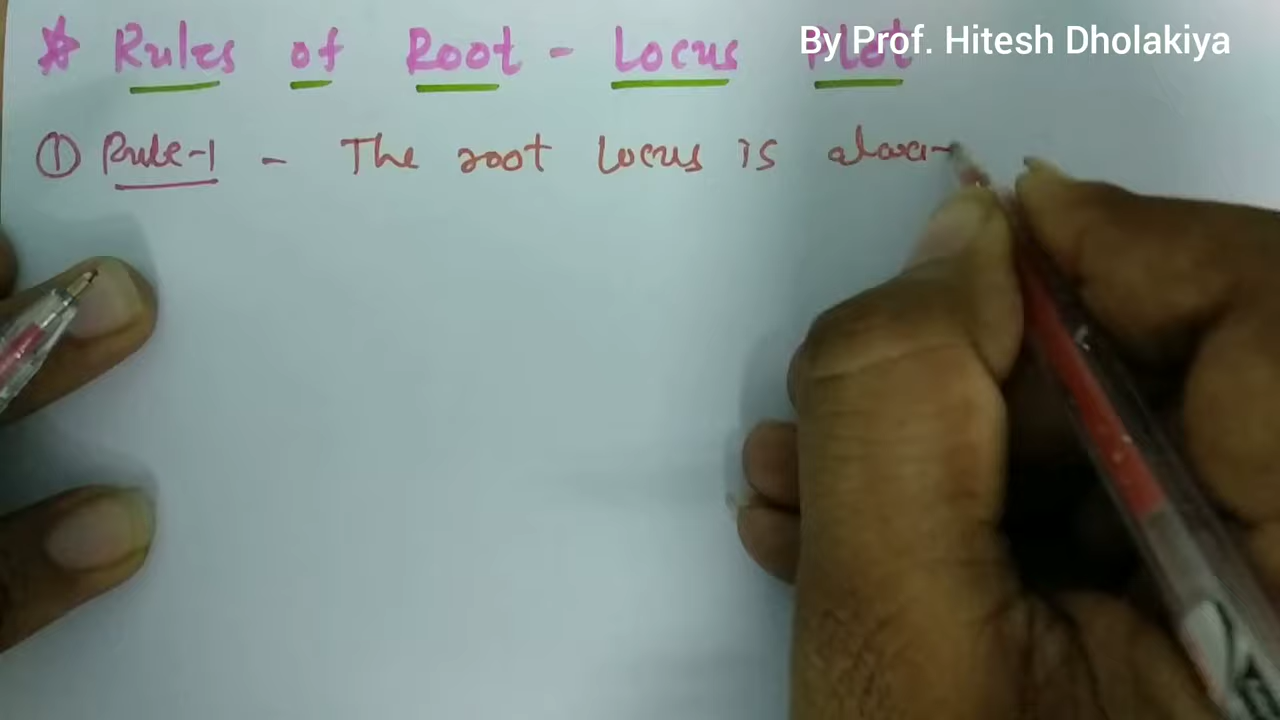 By Prof. Hitesh Dholakiya
* Rules of Root - Locus Plot
① Rule-1 - The root locus is